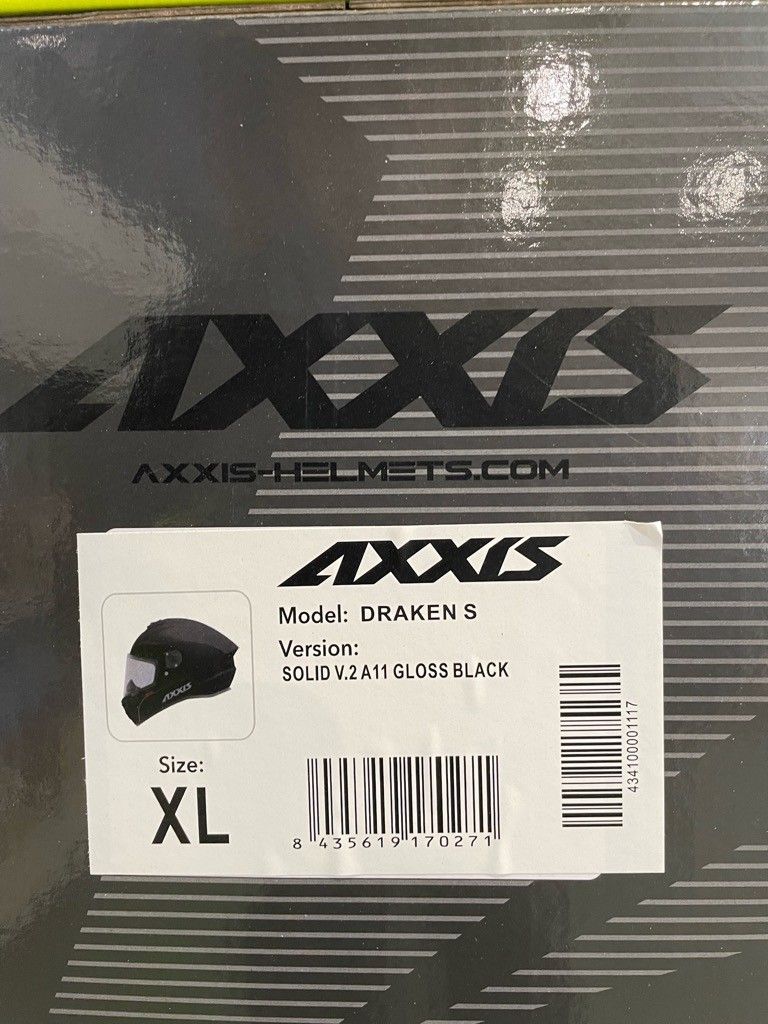 AXXIS
AXXIS-HELMETS.COM
AXXIS
Model: DRAKEN S
Version:
SOLID V.2 A11 GLOSS BLACK
AXXIS
Size:
XL
8 435619 170271
434100001117